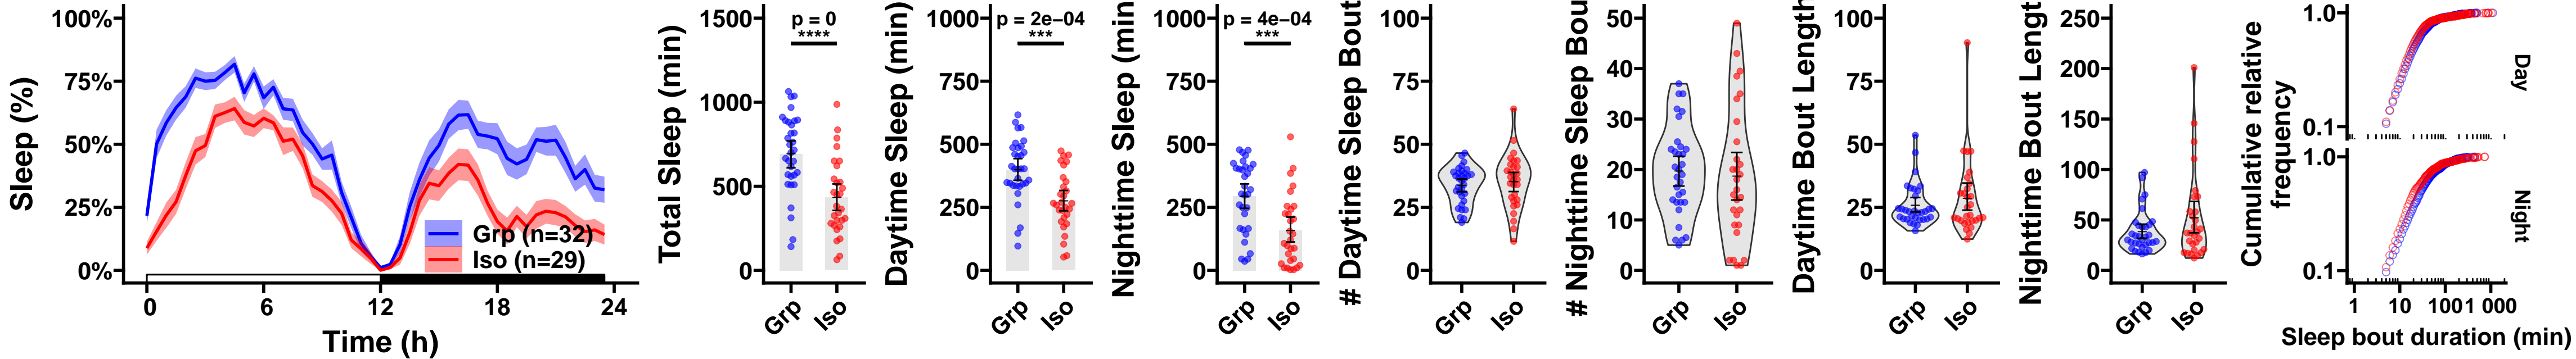 Sleep (%)
100%
75%
50%
25%
0%
0
6
12
18
24
Time (h)
Grp (n=32)
Iso (n=29)
Total Sleep (min)
1500
1000
500
0
p = 0
****
Grp
Iso
Daytime Sleep (min)
1000
750
500
250
0
p = 2e−04
***
Grp
Iso
Nighttime Sleep (min
1000
750
500
250
0
p = 4e−04
***
Grp
Iso
# Daytime Sleep Bout
100
75
50
25
0
Grp
Iso
# Nighttime Sleep Bou
50
40
30
20
10
0
Grp
Iso
Daytime Bout Length
100
75
50
25
0
Grp
Iso
Nighttime Bout Lengt
250
200
150
100
50
0
Grp
Iso
Cumulative relative
frequency
1.0
0.1
Day
1.0
0.1
Night
1
10
100
1 000
Sleep bout duration (min)